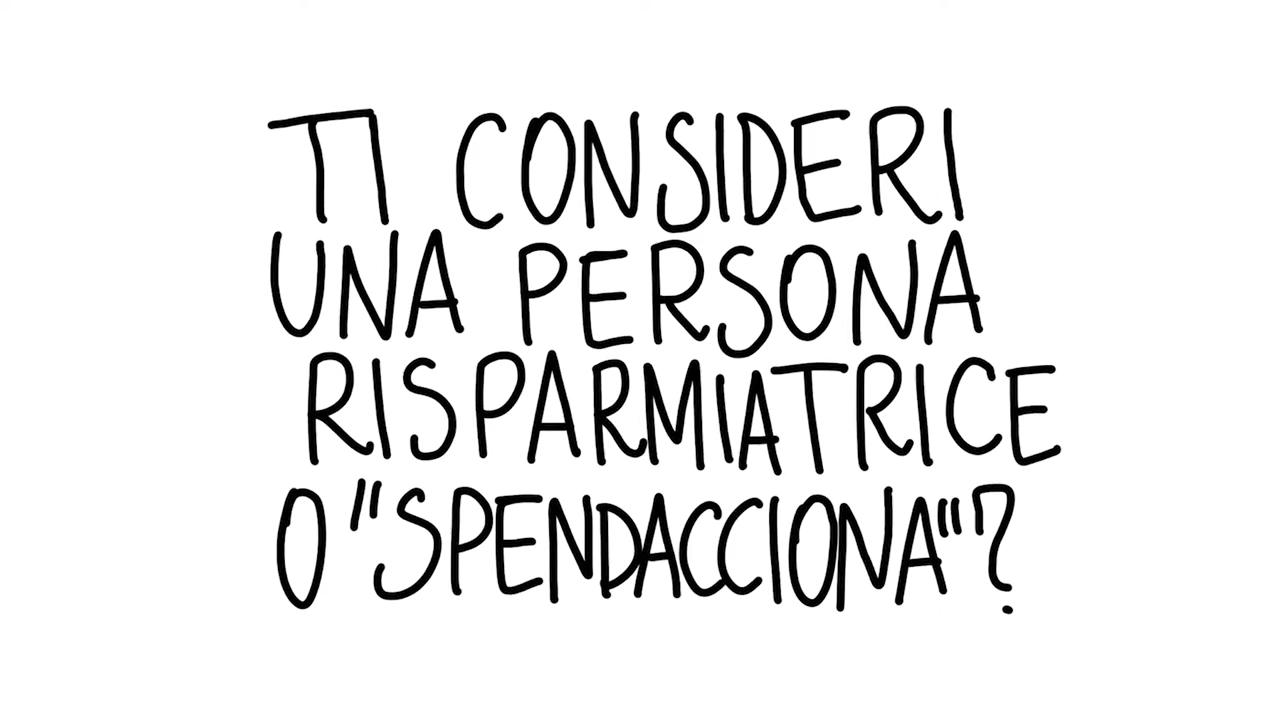 TI CONSIDERI
UNA PERSONA
RISPARMIATRICE
O "SPENDACCIONA"?